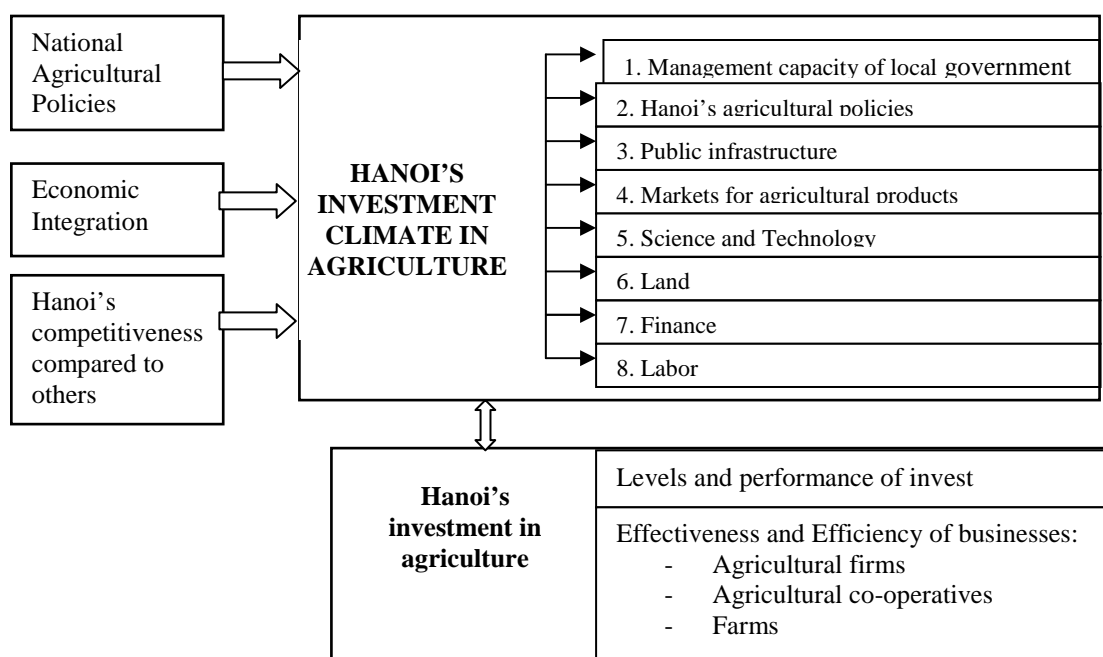 National
Agricultural
Policies
Economic
Integration
Hanoi's
competitiveness
compared to
others
HANOI'S
INVESTMENT
CLIMATE IN
AGRICULTURE
1. Management capacity of local government
2. Hanoi's agricultural policies
3. Public infrastructure
4. Markets for agricultural products
5. Science and Technology
6. Land
7. Finance
8. Labor
Hanoi's
investment in
agriculture
Levels and performance of invest
Effectiveness and Efficiency of businesses:
- Agricultural firms
- Agricultural co-operatives
- Farms